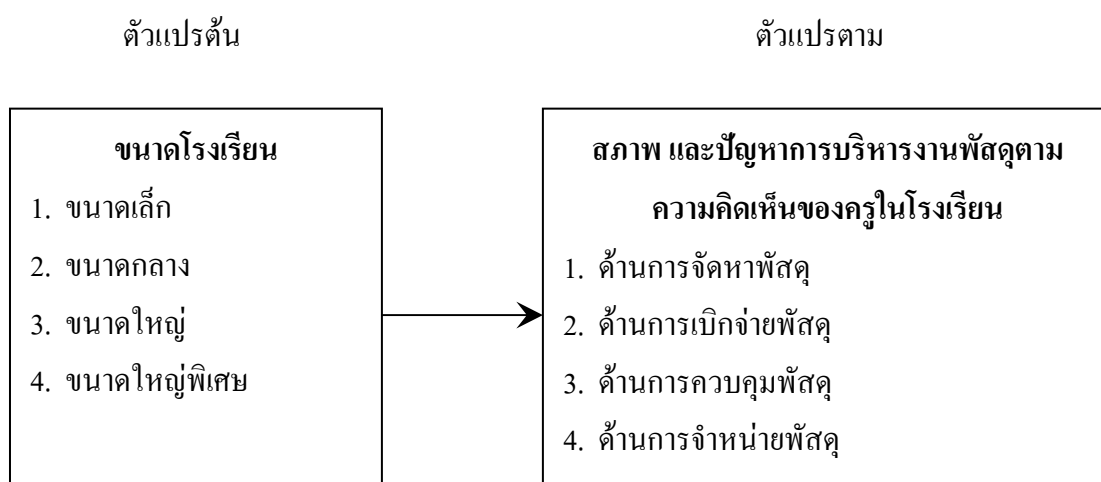 ตัวแปรต้น
ตัวแปรตาม
ขนาดโรงเรียน
1. ขนาดเล็ก
2. ขนาดกลาง
3. ขนาดใหญ่
4. ขนาดใหญ่พิเศษ
สภาพ และปัญหาการบริหารงานพัสดุตาม
ความคิดเห็นของครูในโรงเรียน
1. ด้านการจัดหาพัสดุ
2. ด้านการเบิกจ่ายพัสดุ
3. ด้านการควบคุมพัสดุ
4. ด้านการจำหน่ายพัสดุ